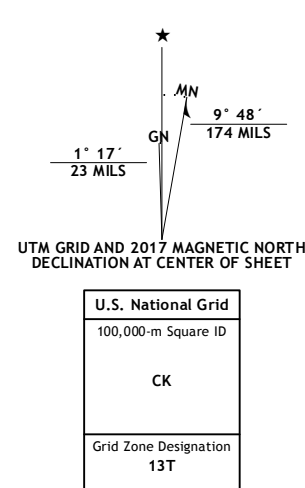 MN
GN
9° 48´
174 MILS
1° 17´
23 MILS
UTM GRID AND 2017 MAGNETIC NORTH
DECLINATION AT CENTER OF SHEET
U.S. National Grid
100,000-m Square ID
CK
Grid Zone Designation
13T